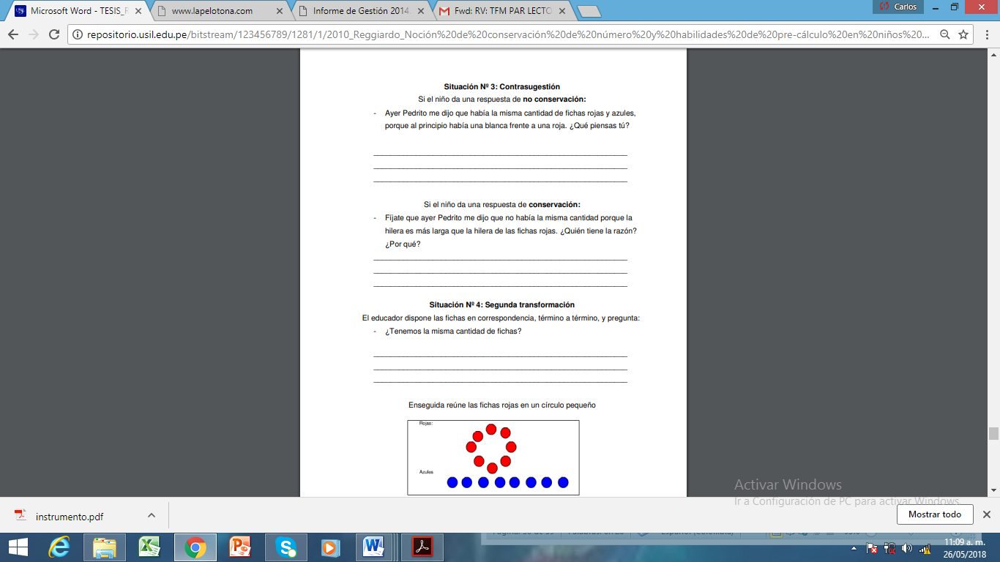 Microsoft Word - TESIS_R
www.lapelotona.com
Informe de Gestión 2014.
Fwd: RV: TFM PAR LECTO
Carlos
repositorio.usil.edu.pe/bitstream/123456789/1281/1/2010_Reggiardo_Noción%20de%20conservación%20de%20número%20y%20habilidades%20de%20pre-cálculo%20en%20niños%20...
Situación Nº 3: Contrasugestión
Si el niño da una respuesta de no conservación:
- Ayer Pedrito me dijo que había la misma cantidad de fichas rojas y azules,
porque al principio había una blanca frente a una roja. ¿Qué piensas tú?
Si el niño da una respuesta de conservación:
- Fíjate que ayer Pedrito me dijo que no había la misma cantidad porque la
hilera es más larga que la hilera de las fichas rojas. ¿Quién tiene la razón?
¿Por qué?
Situación Nº 4: Segunda transformación
El educador dispone las fichas en correspondencia, término a término, y pregunta:
- ¿Tenemos la misma cantidad de fichas?
Enseguida reúne las fichas rojas en un círculo pequeño
Rojas:
Azules
Activar Windows
Ir a Configuración de PC para activar Windows.
instrumento.pdf
Mostrar todo
11:09 a. m.
26/05/2018